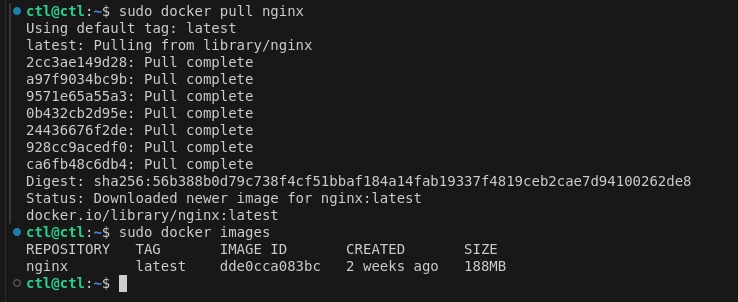 ctl@ctl:~$ sudo docker pull nginx
Using default tag: latest
latest: Pulling from library/nginx
2cc3ae149d28: Pull complete
a97f9034bc9b: Pull complete
9571e65a55a3: Pull complete
0b432cb2d95e: Pull complete
24436676f2de: Pull complete
928cc9acedf0: Pull complete
ca6fb48c6db4: Pull complete
Digest: sha256:56b388b0d79c738f4cf51bbaf184a14fab19337f4819ceb2cae7d94100262de8
Status: Downloaded newer image for nginx:latest
docker.io/library/nginx:latest
ctl@ctl:~$ sudo docker images
REPOSITORY   TAG       IMAGE ID       CREATED       SIZE
nginx        latest    dde0cca083bc   2 weeks ago   188MB
ctl@ctl:~$